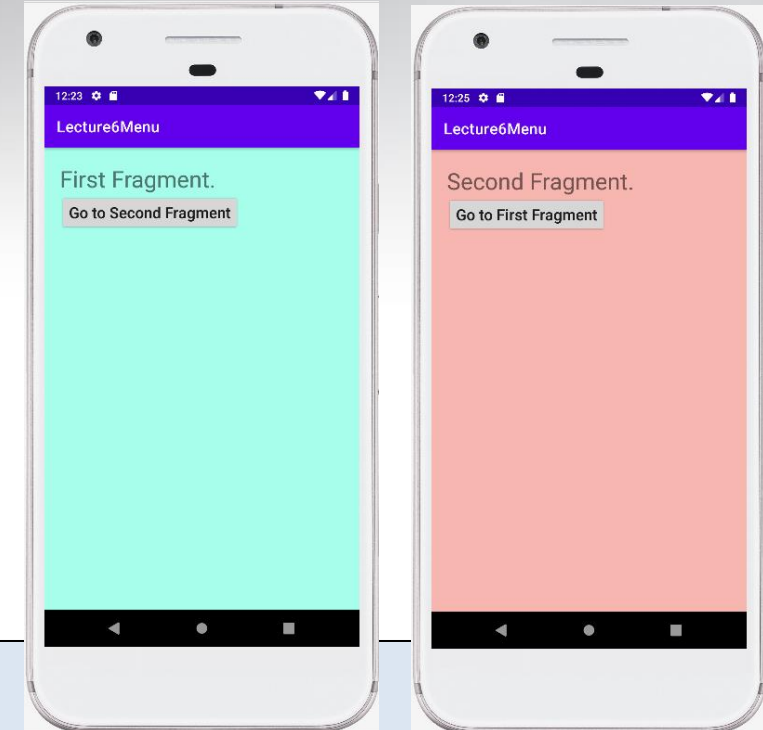 12:23
Lecture6Menu
First Fragment.
Go to Second Fragment
12:25
Lecture6Menu
Second Fragment.
Go to First Fragment